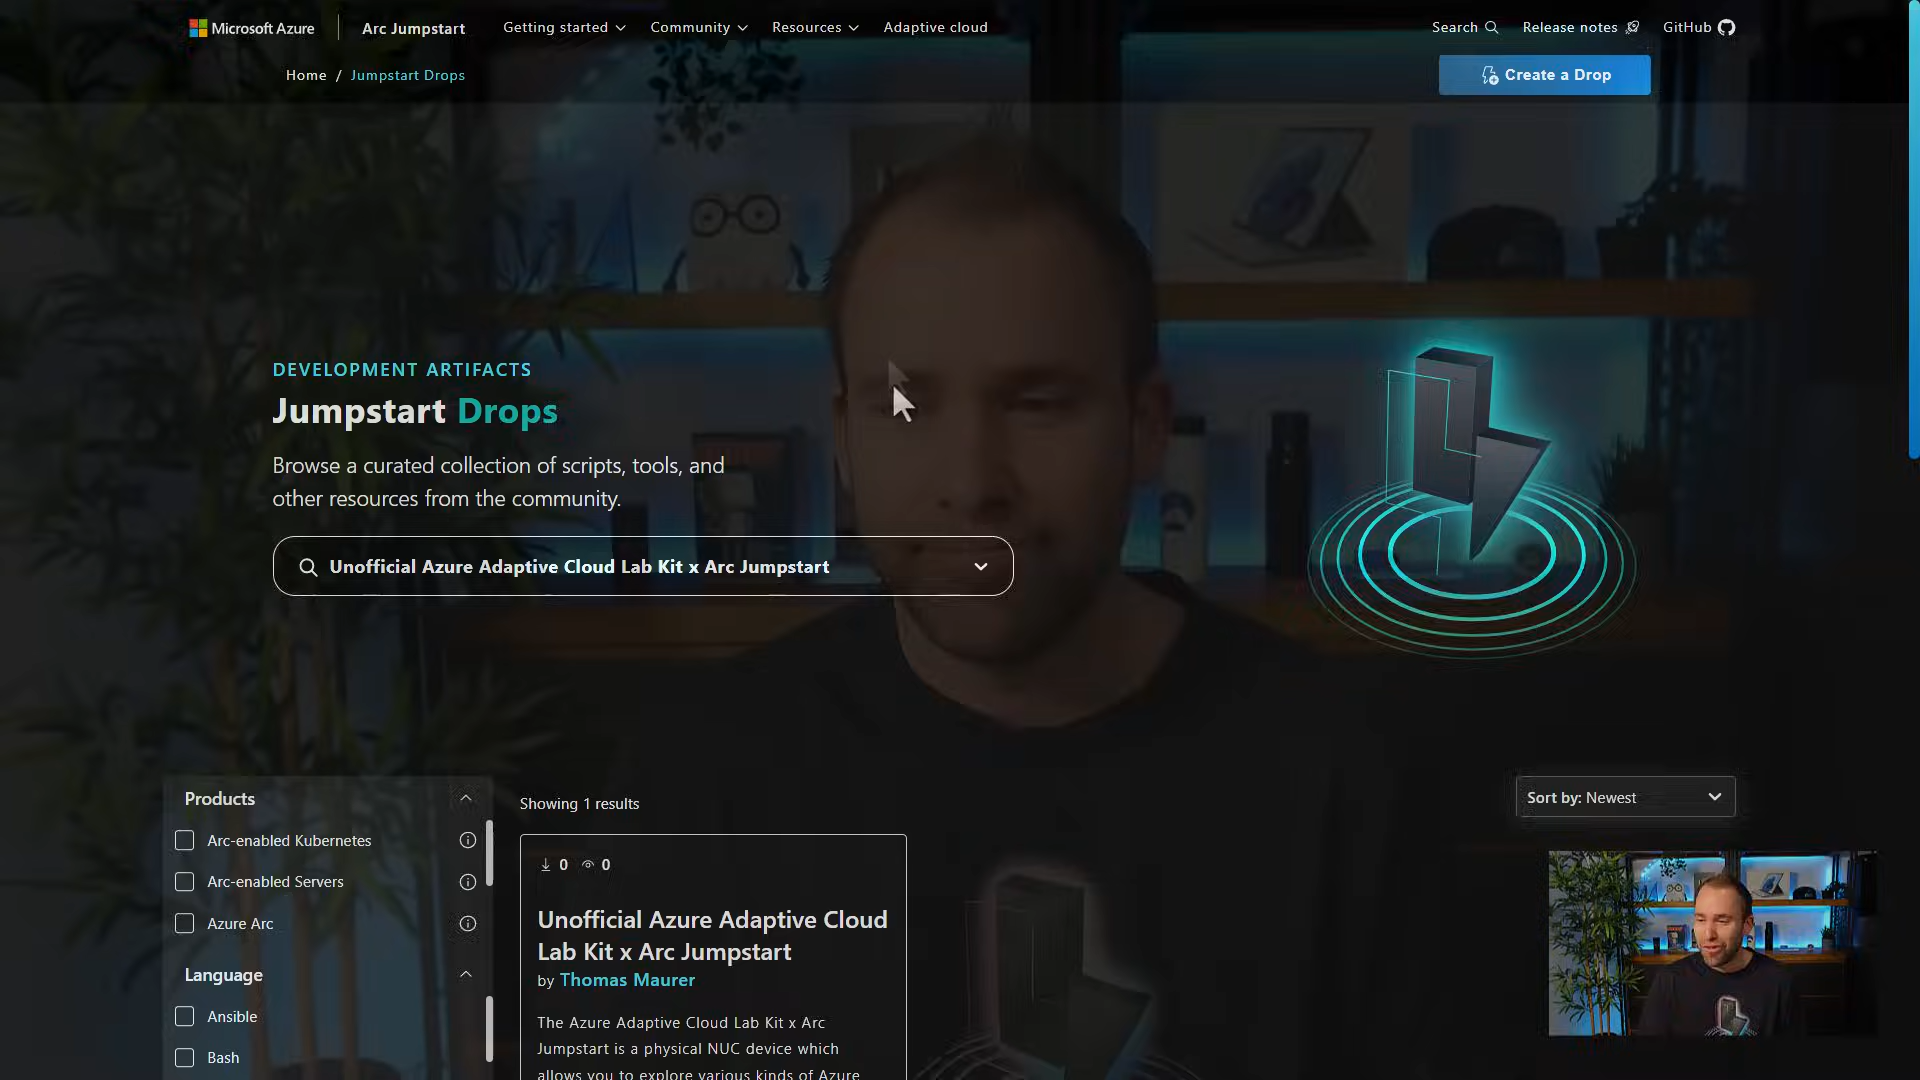 Microsoft Azure
Arc Jumpstart
Getting started
Community
Resources
Adaptive cloud
Search
Release notes
GitHub
Home / Jumpstart Drops
Create a Drop
DEVELOPMENT ARTIFACTS
Jumpstart Drops
Browse a curated collection of scripts, tools, and
other resources from the community.
Unofficial Azure Adaptive Cloud Lab Kit x Arc Jumpstart
Products
Arc-enabled Kubernetes
Arc-enabled Servers
Azure Arc
Language
Ansible
Bash
Showing 1 results
Sort by: Newest
0 0
Unofficial Azure Adaptive Cloud
Lab Kit x Arc Jumpstart
by Thomas Maurer
The Azure Adaptive Cloud Lab Kit x Arc
Jumpstart is a physical NUC device which
allows you to explore various kinds of Azure